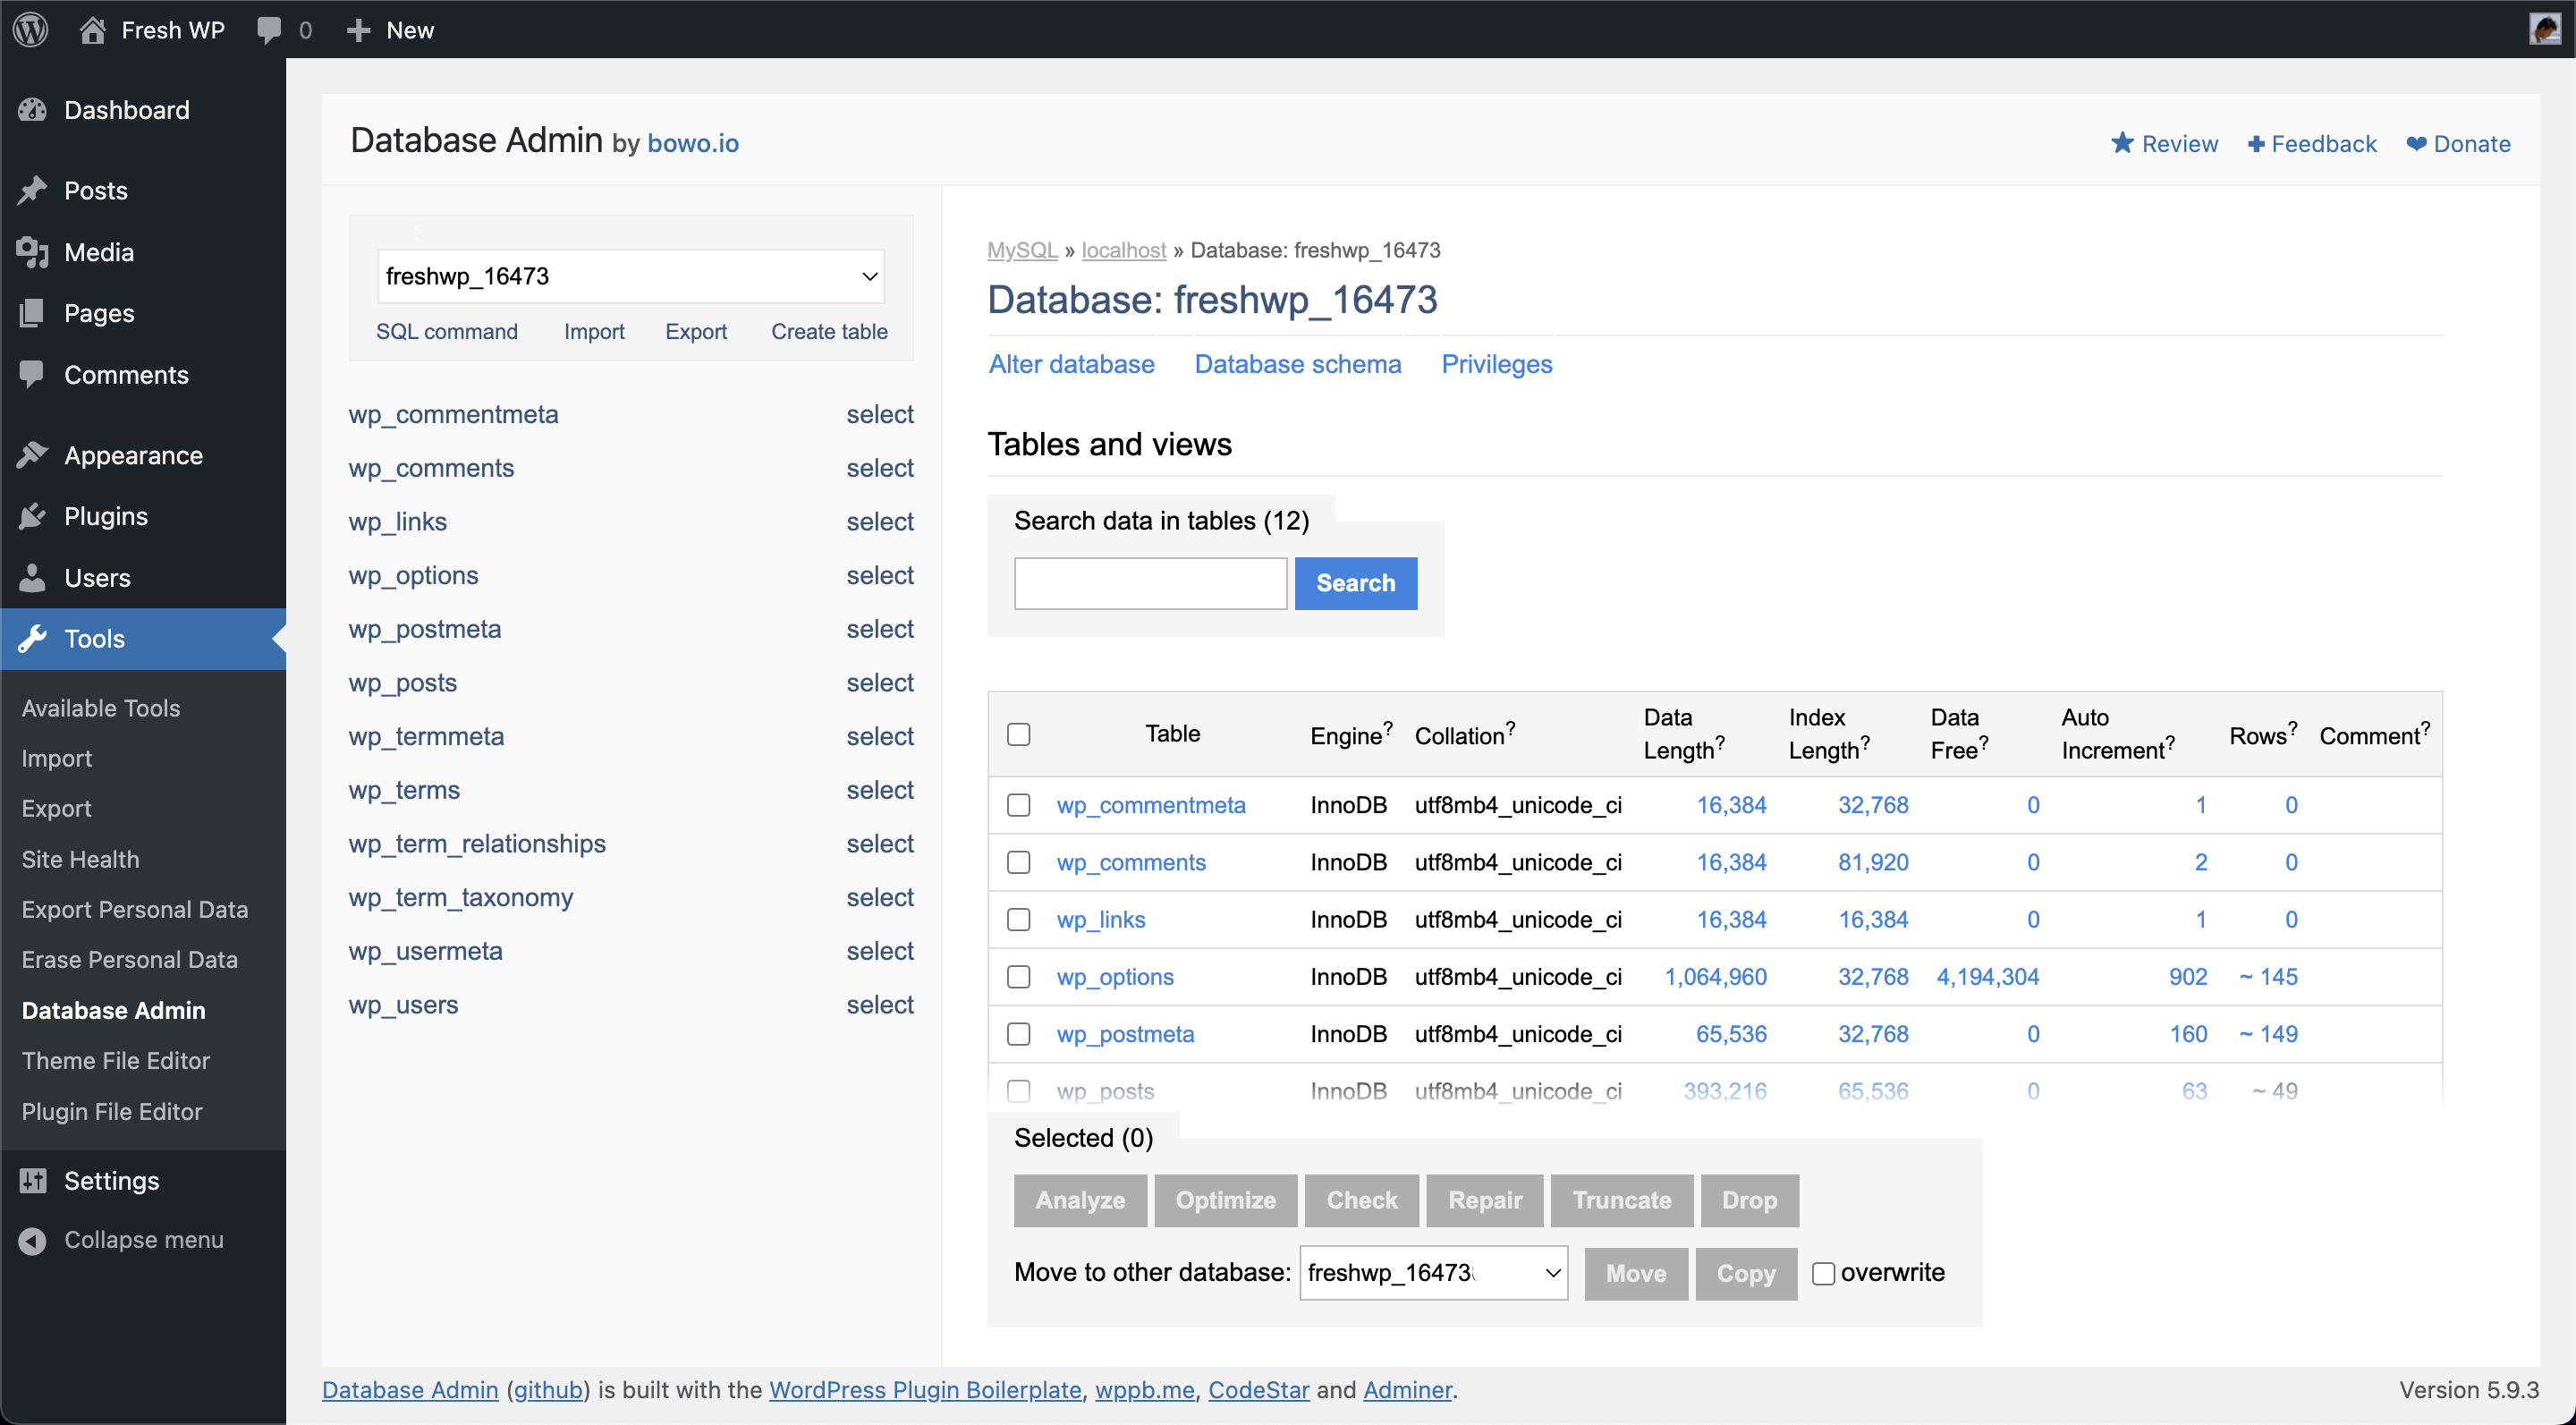 Fresh WP 0 New
Dashboard
Posts
Media
Pages
Comments
Appearance
Plugins
Users
Tools
Available Tools
Import
Export
Site Health
Export Personal Data
Erase Personal Data
Database Admin
Theme File Editor
Plugin File Editor
Settings
Collapse menu
Database Admin by bowo.io
Review Feedback Donate
freshwp_16473
SQL command Import Export Create table
wp_commentmeta select
wp_comments select
wp_links select
wp_options select
wp_postmeta select
wp_posts select
wp_termmeta select
wp_terms select
wp_term_relationships select
wp_term_taxonomy select
wp_usermeta select
wp_users select
MySQL » localhost » Database: freshwp_16473
Database: freshwp_16473
Alter database Database schema Privileges
Tables and views
Search data in tables (12)
Search
Table Engine? Collation? Data Length? Index Length? Data Free? Auto Increment? Rows? Comment?
wp_commentmeta InnoDB utf8mb4_unicode_ci 16,384 32,768 0 1 0
wp_comments InnoDB utf8mb4_unicode_ci 16,384 81,920 0 2 0
wp_links InnoDB utf8mb4_unicode_ci 16,384 16,384 0 1 0
wp_options InnoDB utf8mb4_unicode_ci 1,064,960 32,768 4,194,304 902 ~ 145
wp_postmeta InnoDB utf8mb4_unicode_ci 65,536 32,768 0 160 ~ 149
wp_posts InnoDB utf8mb4_unicode_ci 393,216 65,536 0 63 ~ 49
Selected (0)
Analyze Optimize Check Repair Truncate Drop
Move to other database: freshwp_16473 Move Copy overwrite
Database Admin (github) is built with the WordPress Plugin Boilerplate, wppb.me, CodeStar and Adminer.
Version 5.9.3